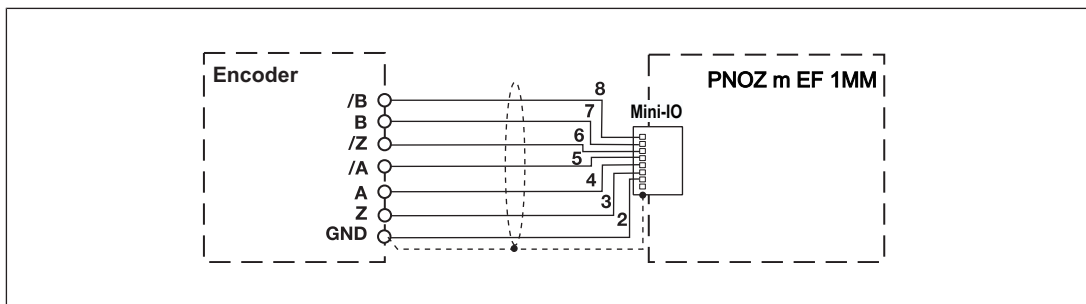 Encoder
PNOZ m EF 1MM
Mini-IO
/B
8
B
7
/Z
6
/A
5
A
4
Z
3
GND
2